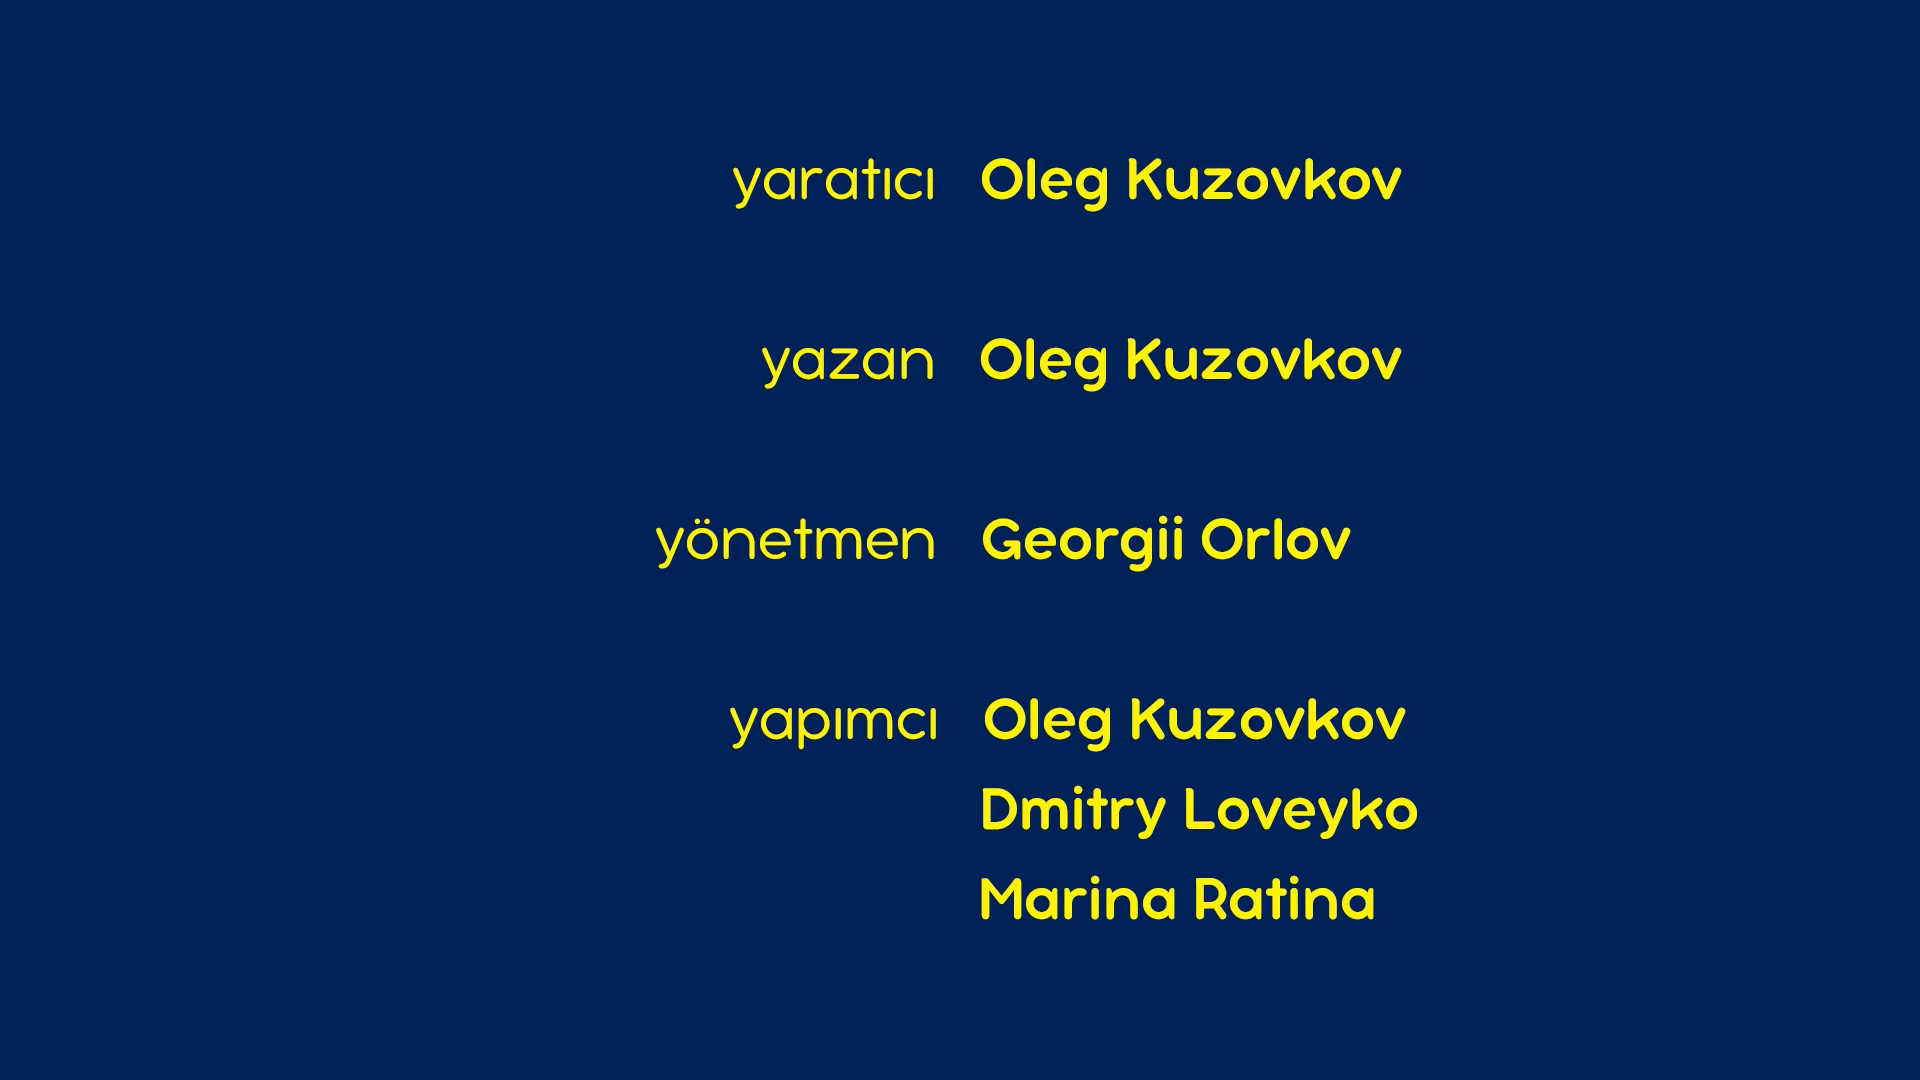 yaratıcı Oleg Kuzovkov
yazan Oleg Kuzovkov
yönetmen Georgii Orlov
yapımcı Oleg Kuzovkov
Dmitry Loveyko
Marina Ratina